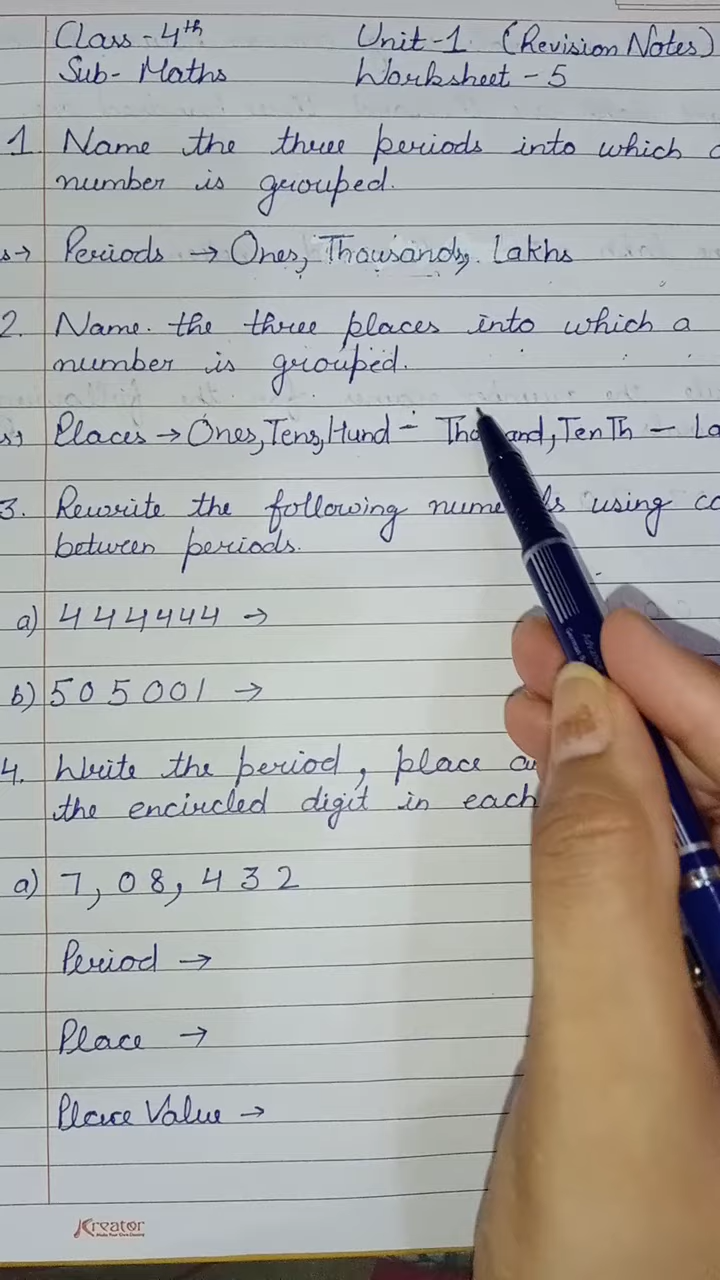 Class - 4th Unit-1 (Revision Notes)
Sub- Maths Worksheet - 5
1. Name the three periods into which
number is grouped.
Periods → Ones, Thousands, Lakhs
2. Name the three places into which a
number is grouped.
Places → Ones, Tens, Hund - Thousand, Ten Th - La
3. Rewrite the following using
between periods.
a) 444444 →
b) 505001 →
4. Write the period, place
the encircled digit in each
a) 7,08,432
Period →
Place →
Place Value →
Kreator